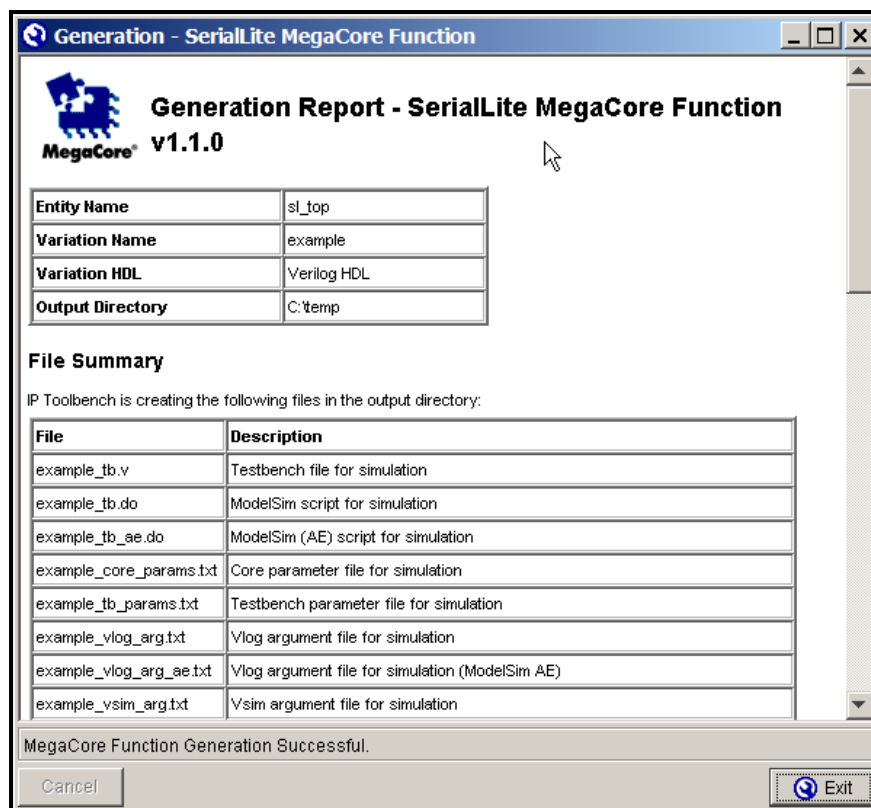 Generation - SerialLite MegaCore Function
Generation Report - SerialLite MegaCore Function
v1.1.0
MegaCore®
Entity Name sl_top
Variation Name example
Variation HDL Verilog HDL
Output Directory C:\temp
File Summary
IP Toolbench is creating the following files in the output directory:
File Description
example_tb.v Testbench file for simulation
example_tb.do ModelSim script for simulation
example_tb_ae.do ModelSim (AE) script for simulation
example_core_params.txt Core parameter file for simulation
example_tb_params.txt Testbench parameter file for simulation
example_vlog_arg.txt Vlog argument file for simulation
example_vlog_arg_ae.txt Vlog argument file for simulation (ModelSim AE)
example_vsim_arg.txt Vsim argument file for simulation
MegaCore Function Generation Successful.
Cancel Exit